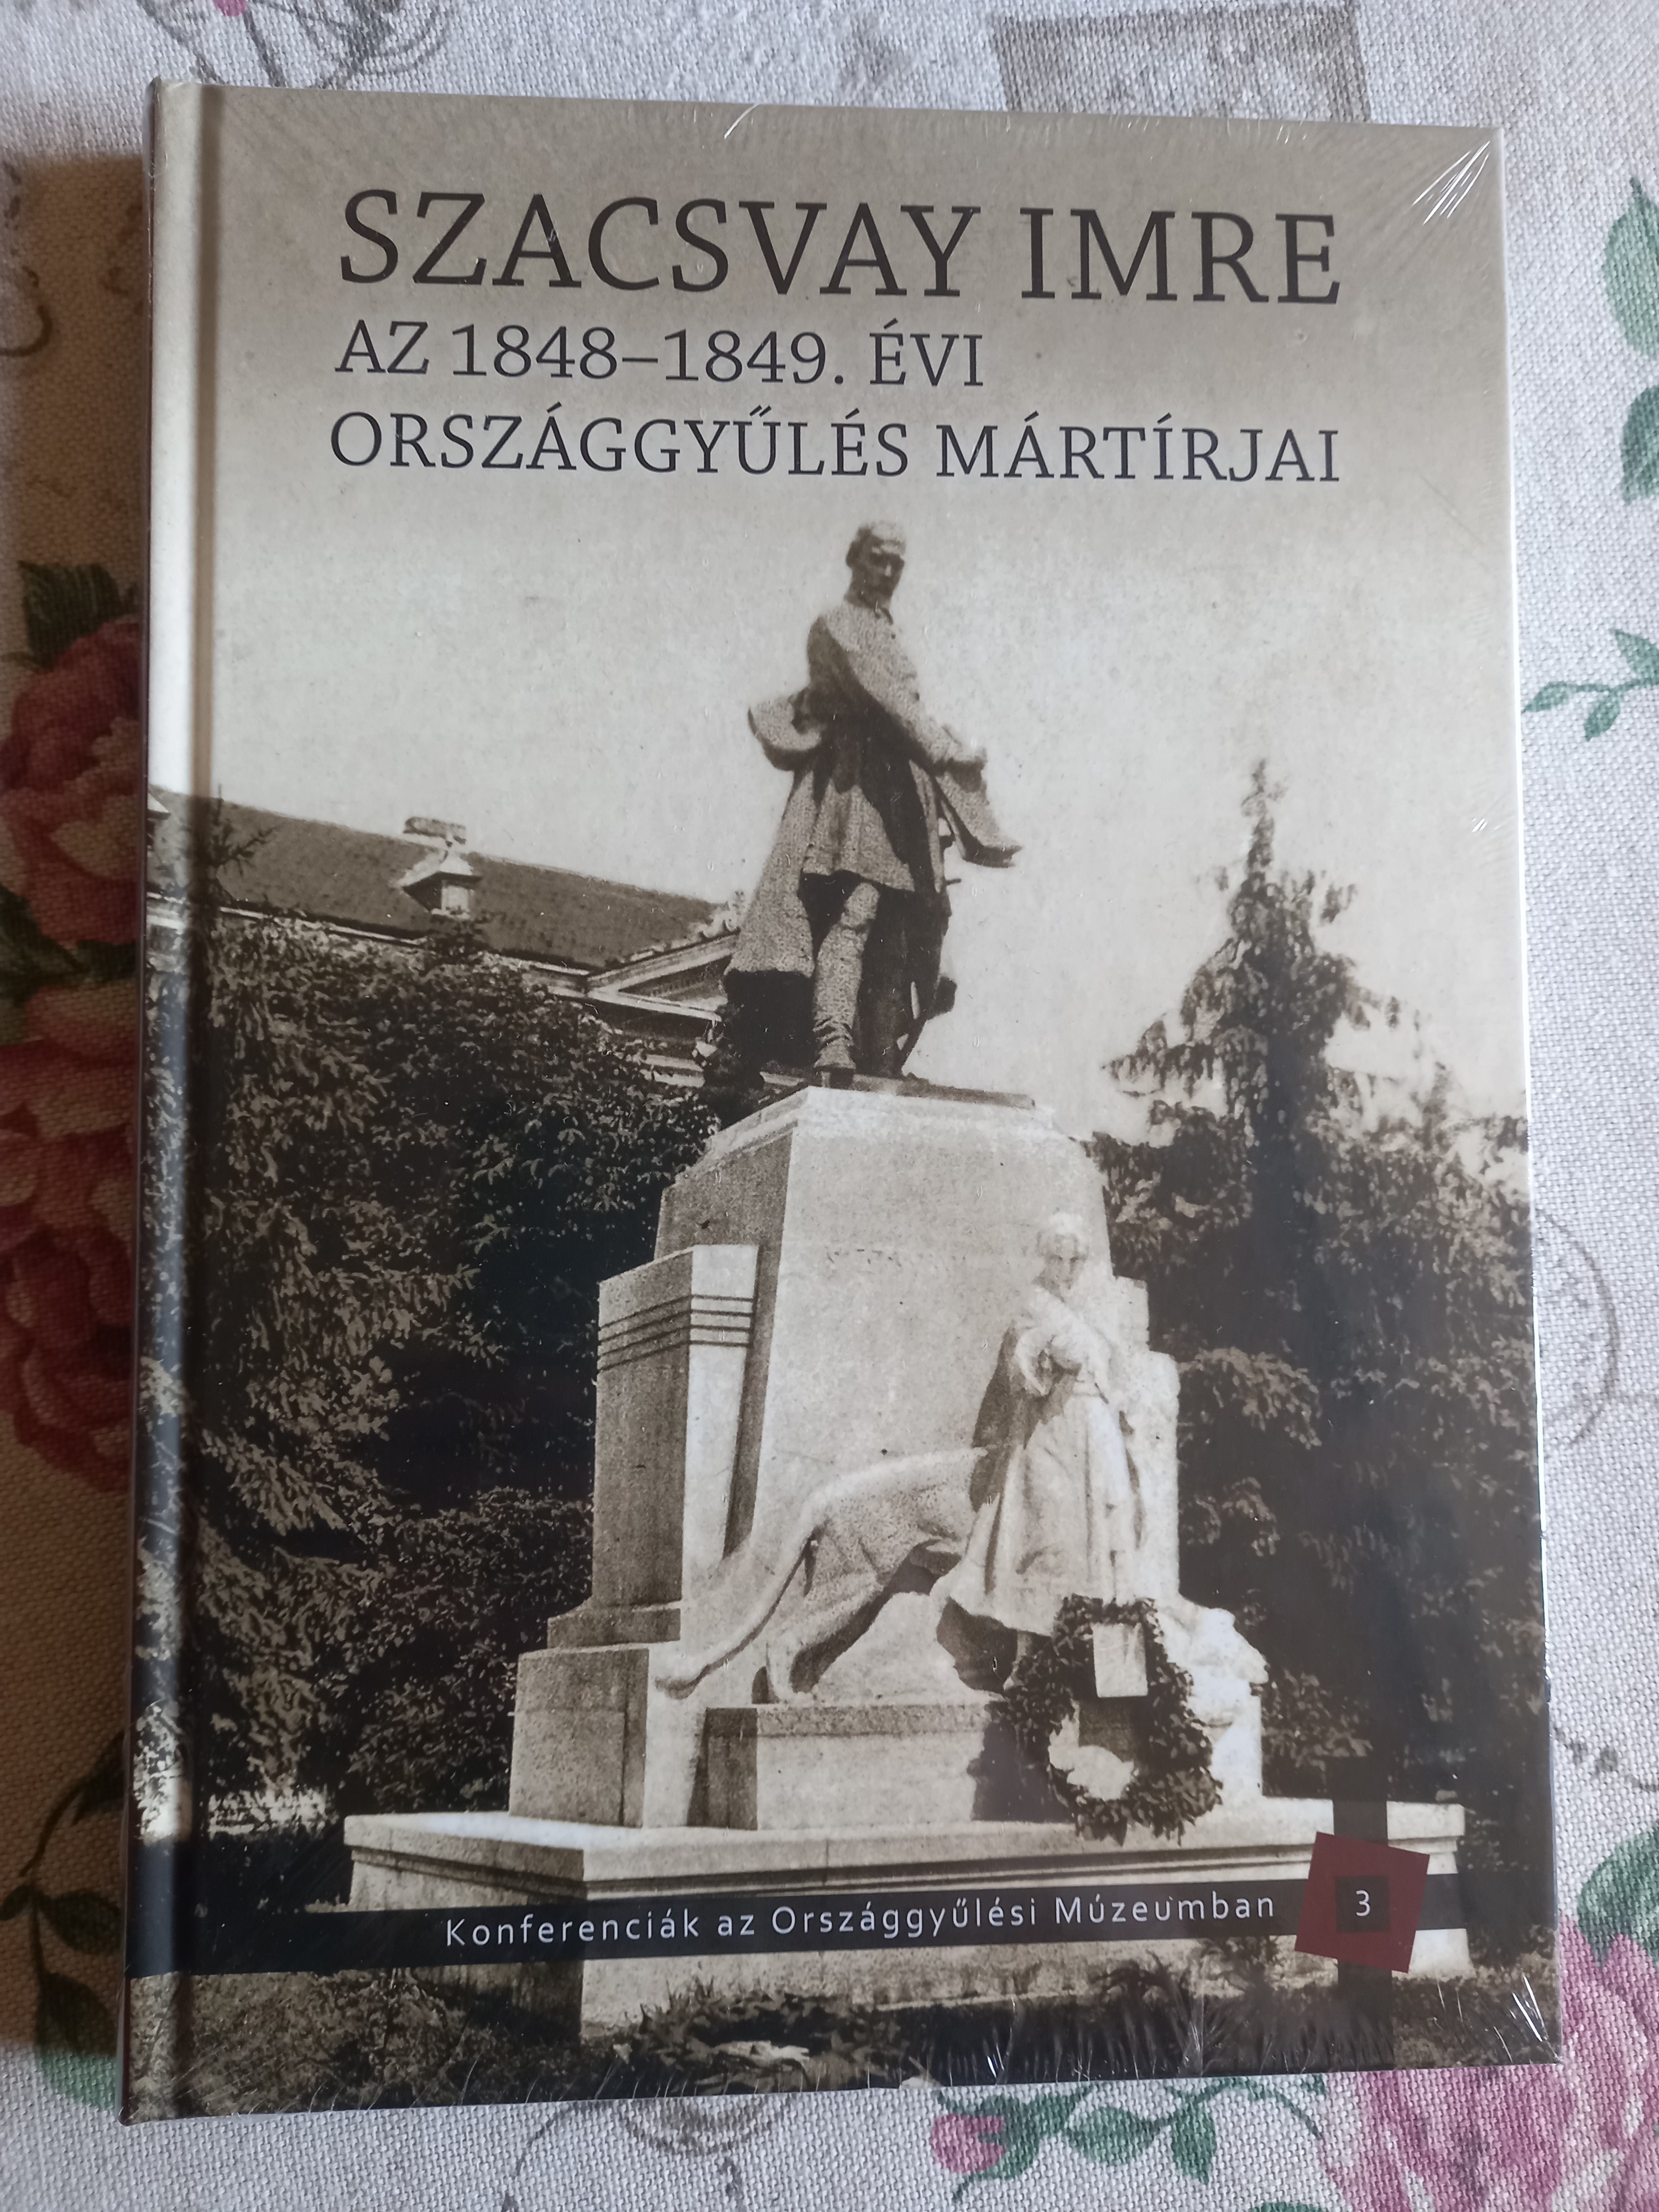 SZACSVAY IMRE
AZ 1848–1849. ÉVI
ORSZÁGGYŰLÉS MÁRTÍRJAI
Konferenciák az Országgyűlési Múzeumban 3